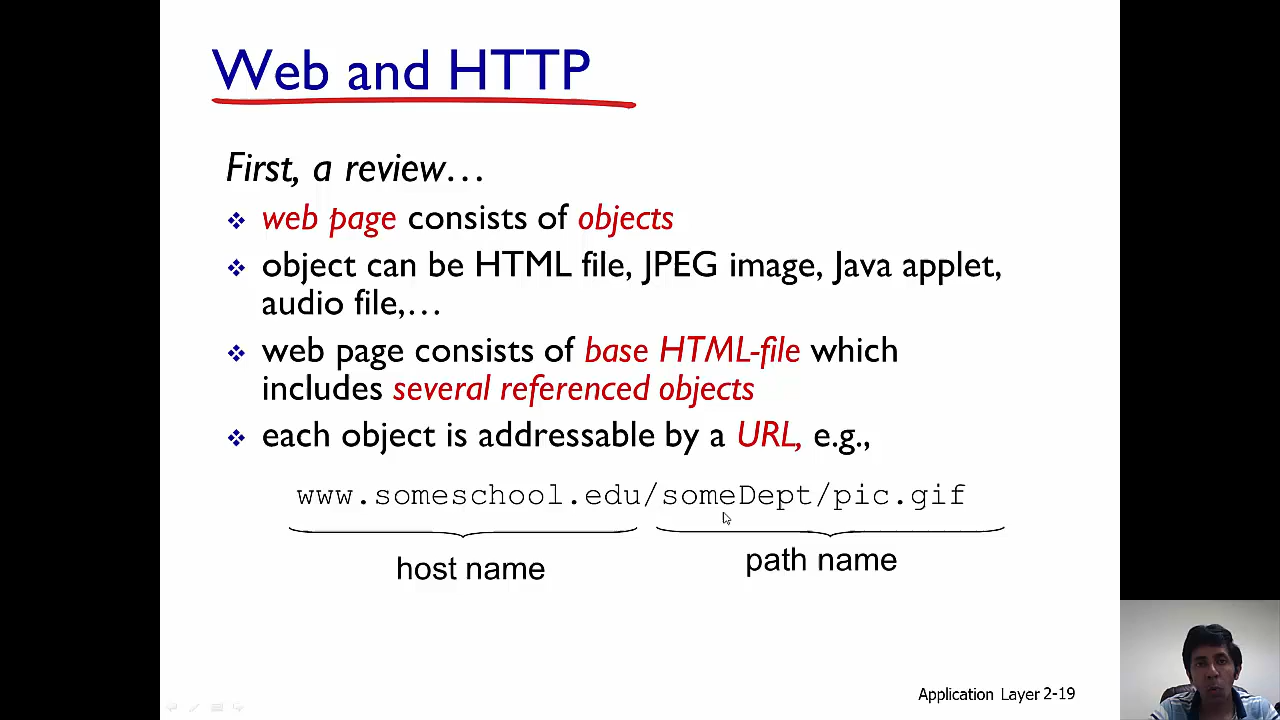 Web and HTTP
First, a review…
web page consists of objects
object can be HTML file, JPEG image, Java applet,
audio file,…
web page consists of base HTML-file which
includes several referenced objects
each object is addressable by a URL, e.g.,
www.someschool.edu/someDept/pic.gif
host name
path name
Application Layer 2-19